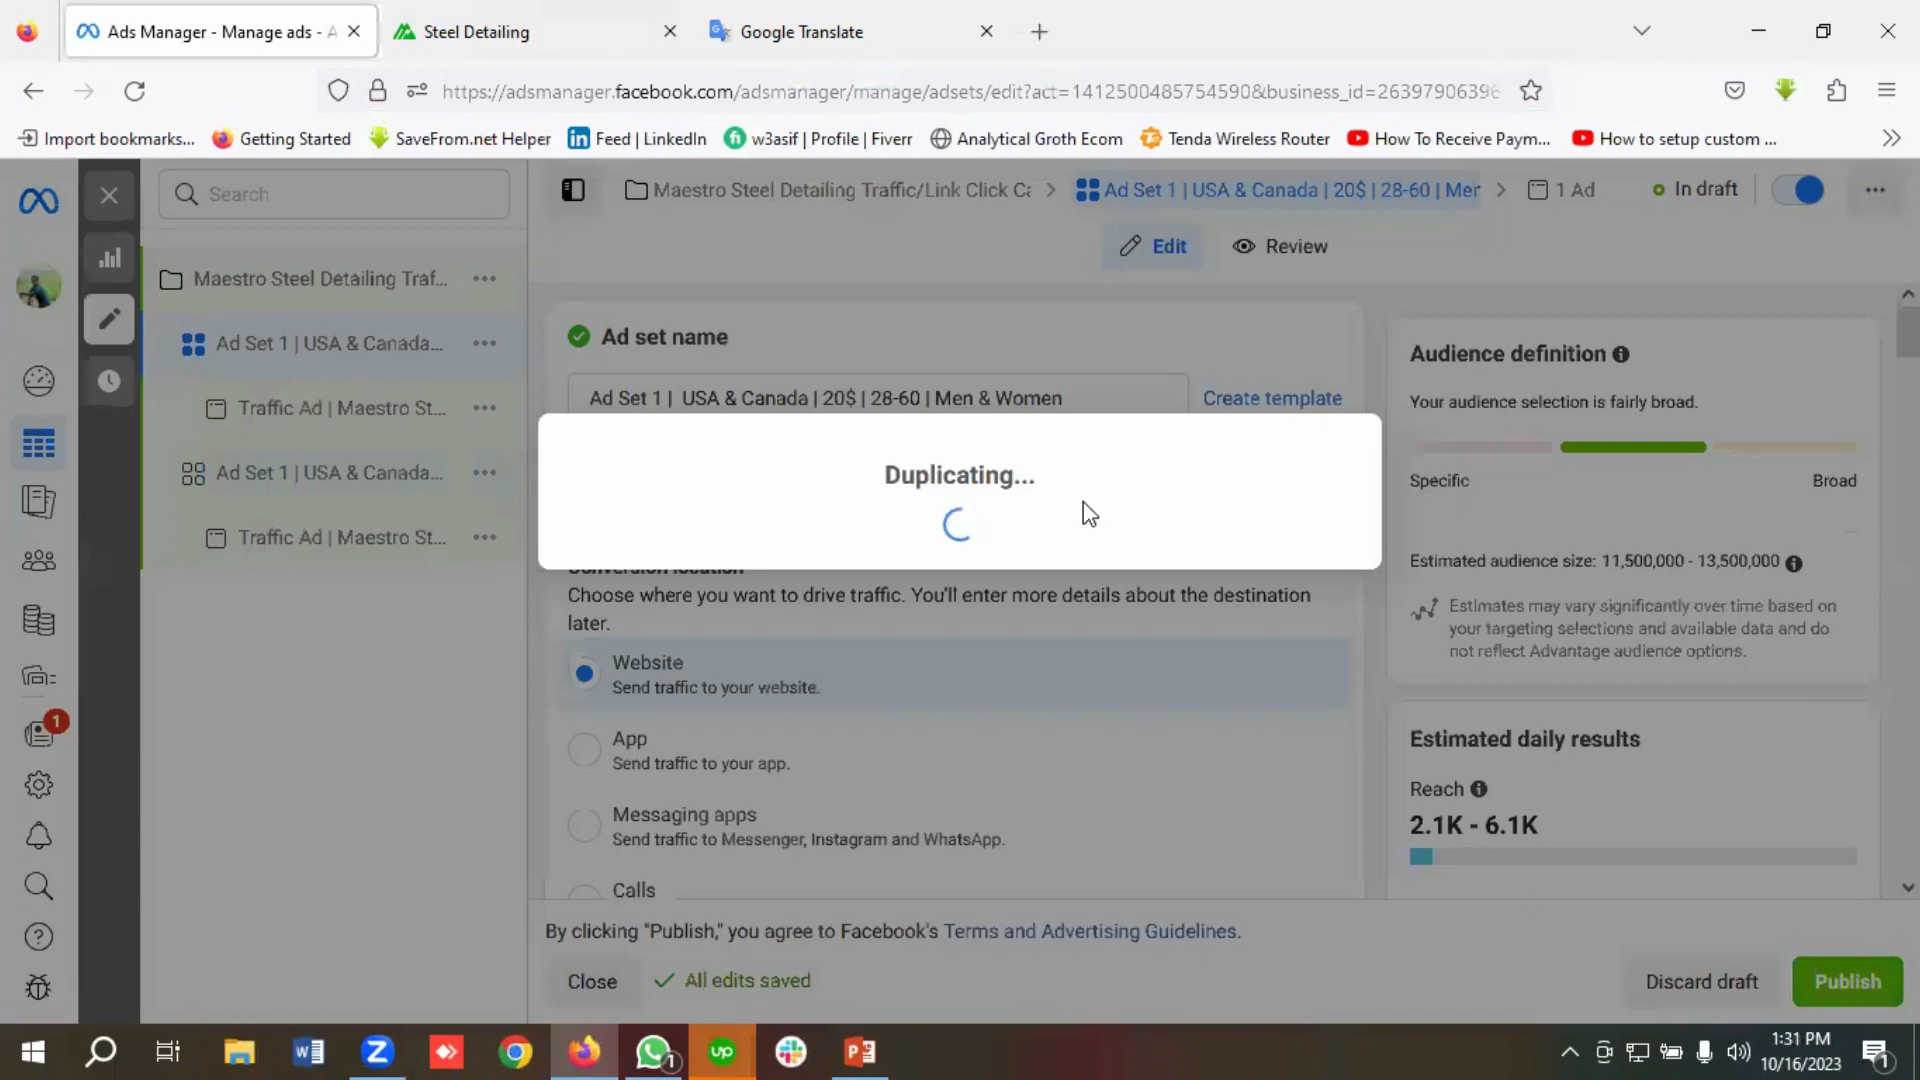 Ads Manager - Manage ads - A
Steel Detailing
Google Translate
https://adsmanager.facebook.com/adsmanager/manage/adsets/edit?act=1412500485754590&business_id=26397906396
Import bookmarks...
Getting Started
SaveFrom.net Helper
Feed | LinkedIn
w3asif | Profile | Fiverr
Analytical Groth Ecom
Tenda Wireless Router
How To Receive Paym...
How to setup custom ...
Search
Maestro Steel Detailing Traffic/Link Click Ca
Ad Set 1 | USA & Canada | 20$ | 28-60 | Mer
1 Ad
In draft
Edit
Review
Maestro Steel Detailing Traf...
Ad Set 1 | USA & Canada...
Traffic Ad | Maestro St...
Ad Set 1 | USA & Canada...
Traffic Ad | Maestro St...
Ad set name
Ad Set 1 | USA & Canada | 20$ | 28-60 | Men & Women
Create template
Duplicating...
Conversion location
Choose where you want to drive traffic. You'll enter more details about the destination
later.
Website
Send traffic to your website.
App
Send traffic to your app.
Messaging apps
Send traffic to Messenger, Instagram and WhatsApp.
Calls
Audience definition
Your audience selection is fairly broad.
Specific
Broad
Estimated audience size: 11,500,000 - 13,500,000
Estimates may vary significantly over time based on
your targeting selections and available data and do
not reflect Advantage audience options.
Estimated daily results
Reach
2.1K - 6.1K
By clicking "Publish," you agree to Facebook's Terms and Advertising Guidelines.
Close
All edits saved
Discard draft
Publish
1
1
up
1:31 PM
10/16/2023
1